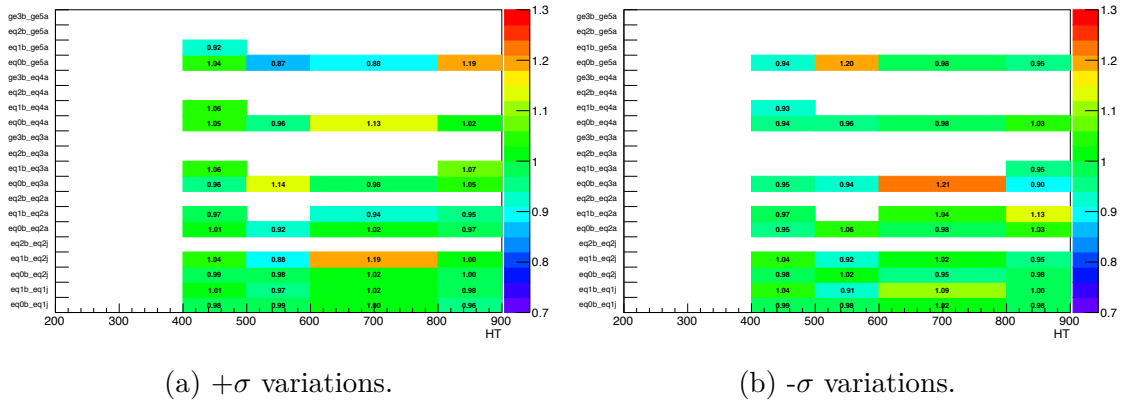 ge3b_ge5a
eq2b_ge5a
eq1b_ge5a 0.92
eq0b_ge5a 1.04 0.87 0.88 1.19
ge3b_eq4a
eq2b_eq4a
eq1b_eq4a 1.06
eq0b_eq4a 1.05 0.96 1.13 1.02
ge3b_eq3a
eq2b_eq3a
eq1b_eq3a 1.06 1.07
eq0b_eq3a 0.96 1.14 0.98 1.05
eq2b_eq2a
eq1b_eq2a 0.97 0.94 0.95
eq0b_eq2a 1.01 0.92 1.02 0.97
eq2b_eq2j
eq1b_eq2j 1.04 0.88 1.19 1.00
eq0b_eq2j 0.99 0.98 1.02 1.00
eq1b_eq1j 1.01 0.97 1.02 0.98
eq0b_eq1j 0.98 0.99 1.00 0.96
200 300 400 500 600 700 800 900
HT
1.3
1.2
1.1
1
0.9
0.8
0.7
(a) +σ variations.
ge3b_ge5a
eq2b_ge5a
eq1b_ge5a
eq0b_ge5a 0.94 1.20 0.98 0.95
ge3b_eq4a
eq2b_eq4a
eq1b_eq4a 0.93
eq0b_eq4a 0.94 0.96 0.98 1.03
ge3b_eq3a
eq2b_eq3a
eq1b_eq3a 0.95
eq0b_eq3a 0.95 0.94 1.21 0.90
eq2b_eq2a
eq1b_eq2a 0.97 1.04 1.13
eq0b_eq2a 1.04 1.06 0.98 1.03
eq2b_eq2j
eq1b_eq2j 1.04 0.92 1.02 0.95
eq0b_eq2j 0.98 1.02 0.95 0.98
eq1b_eq1j 1.04 0.91 1.09 1.00
eq0b_eq1j 0.99 0.98 1.02 0.98
200 300 400 500 600 700 800 900
HT
1.3
1.2
1.1
1
0.9
0.8
0.7
(b) -σ variations.